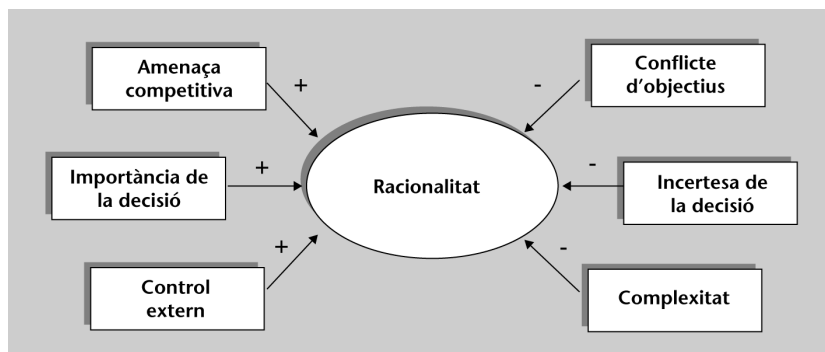 Amenaça
competitiva
+
-
Conflicte
d'objectius
Importància de
la decisió
+
Racionalitat
-
Incertesa de
la decisió
Control
extern
+
-
Complexitat